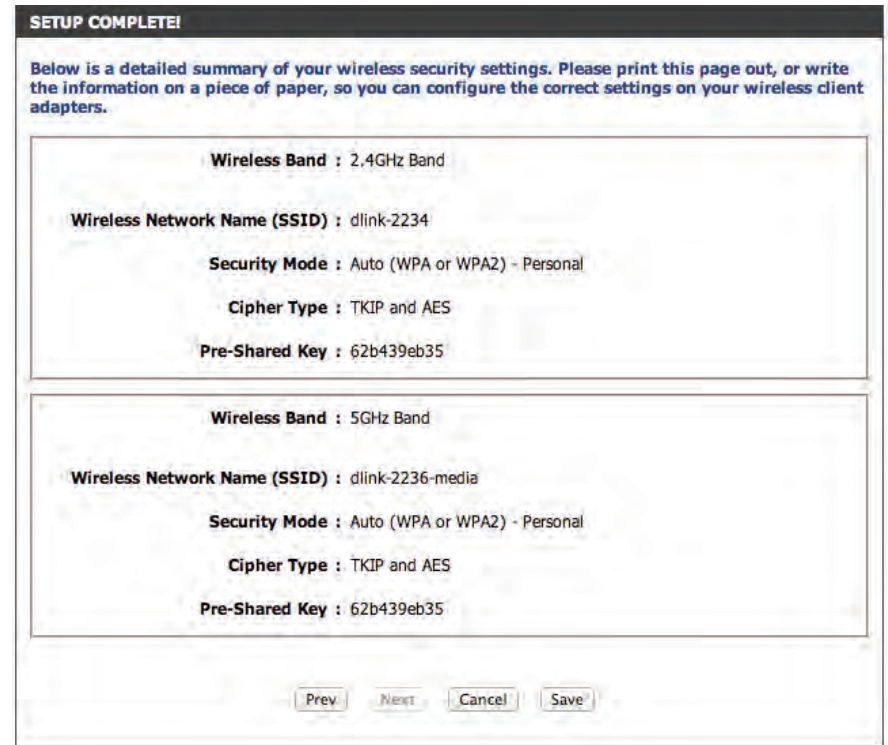 SETUP COMPLETE!
Below is a detailed summary of your wireless security settings. Please print this page out, or write
the information on a piece of paper, so you can configure the correct settings on your wireless client
adapters.
Wireless Band : 2.4GHz Band
Wireless Network Name (SSID) : dlink-2234
Security Mode : Auto (WPA or WPA2) - Personal
Cipher Type : TKIP and AES
Pre-Shared Key : 62b439eb35
Wireless Band : 5GHz Band
Wireless Network Name (SSID) : dlink-2236-media
Security Mode : Auto (WPA or WPA2) - Personal
Cipher Type : TKIP and AES
Pre-Shared Key : 62b439eb35
Prev Next Cancel Save